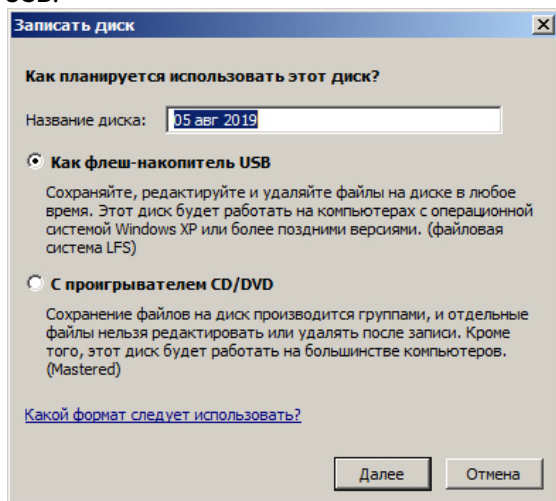 USB.
Записать диск
Как планируется использовать этот диск?
Название диска: 05 авг 2019
Как флеш-накопитель USB
Сохраняйте, редактируйте и удаляйте файлы на диске в любое
время. Этот диск будет работать на компьютерах с операционной
системой Windows XP или более поздними версиями. (файловая
система LFS)
С проигрывателем CD/DVD
Сохранение файлов на диск производится группами, и отдельные
файлы нельзя редактировать или удалять после записи. Кроме
того, этот диск будет работать на большинстве компьютеров.
(Mastered)
Какой формат следует использовать?
Далее Отмена